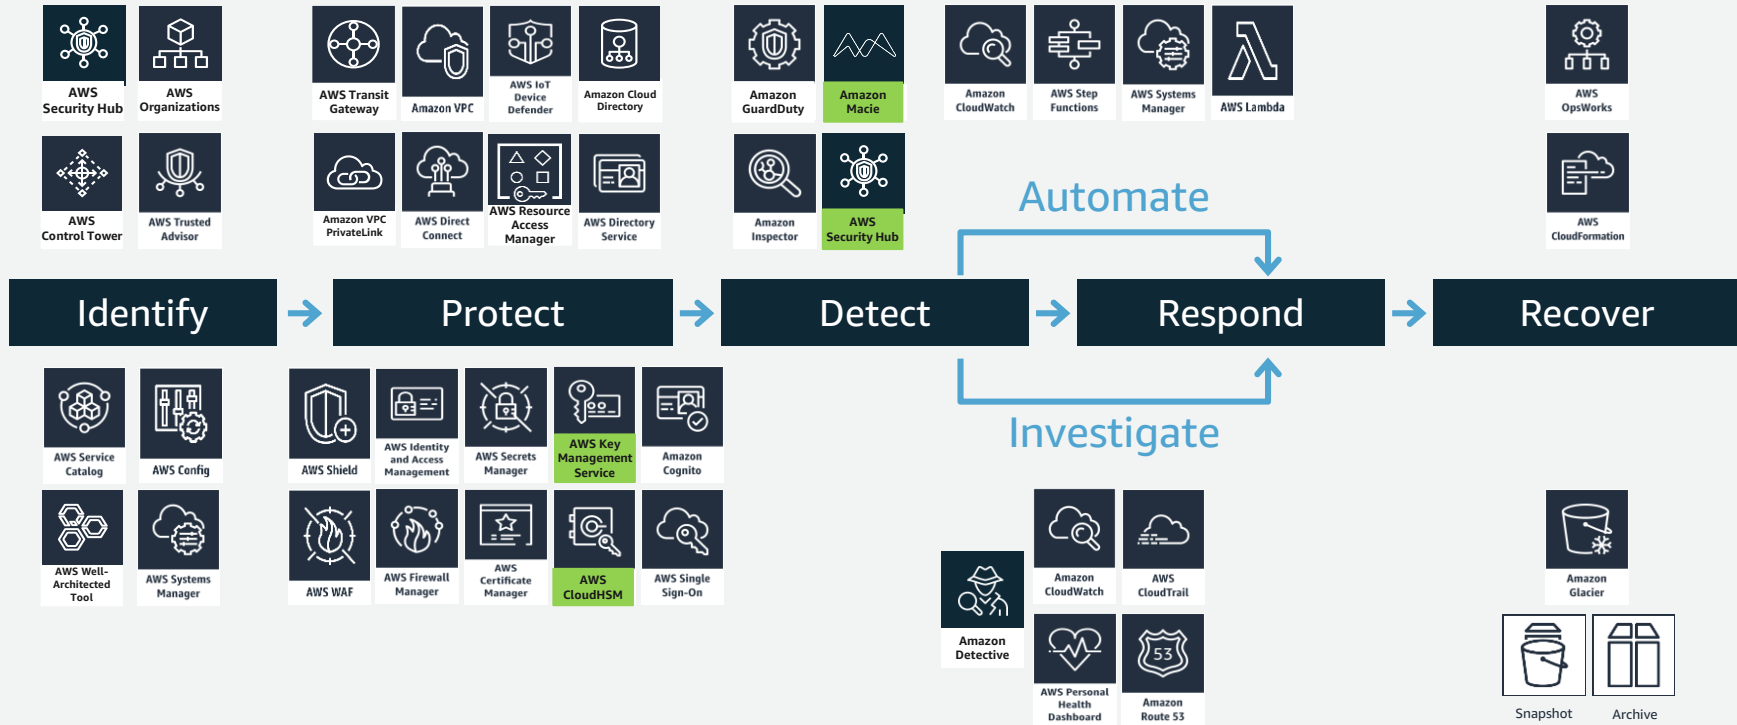 AWS
Security Hub
AWS
Organizations
AWS Transit
Gateway
Amazon VPC
AWS IoT
Device
Defender
Amazon Cloud
Directory
Amazon
GuardDuty
Amazon
Macie
Amazon
CloudWatch
AWS Step
Functions
AWS Systems
Manager
AWS Lambda
AWS
OpsWorks
AWS
Control Tower
AWS Trusted
Advisor
Amazon VPC
PrivateLink
AWS Direct
Connect
AWS Resource
Access
Manager
AWS Directory
Service
Amazon
Inspector
AWS
Security Hub
AWS
CloudFormation
Automate
Identify
Protect
Detect
Respond
Recover
Investigate
AWS Service
Catalog
AWS Config
AWS Shield
AWS Identity
and Access
Management
AWS Secrets
Manager
AWS Key
Management
Service
Amazon
Cognito
AWS Well-
Architected
Tool
AWS Systems
Manager
AWS WAF
AWS Firewall
Manager
AWS
Certificate
Manager
AWS
CloudHSM
AWS Single
Sign-On
Amazon
Detective
Amazon
CloudWatch
AWS
CloudTrail
AWS Personal
Health
Dashboard
53
Amazon
Route 53
Amazon
Glacier
Snapshot
Archive